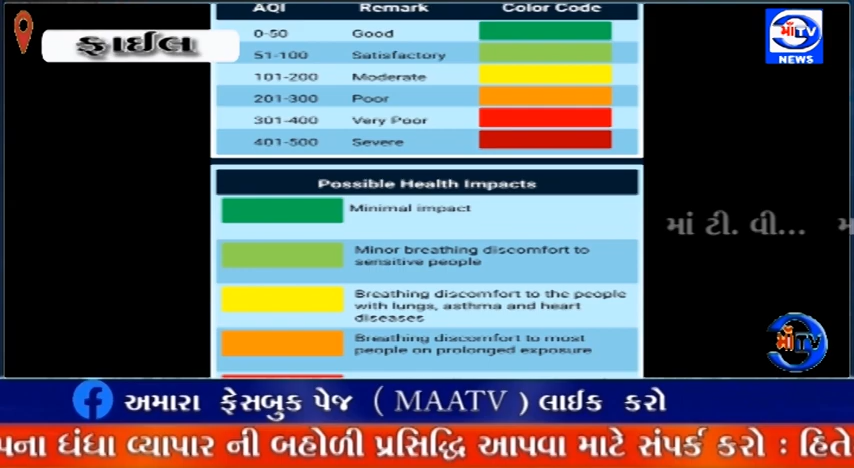 AQI Remark Color Code
ફાઈલ
0-50 Good
51-100 Satisfactory
101-200 Moderate
201-300 Poor
301-400 Very Poor
401-500 Severe
માઁ TV
NEWS
Possible Health Impacts
Minimal impact
Minor breathing discomfort to
sensitive people
Breathing discomfort to the people
with lungs, asthma and heart
diseases
Breathing discomfort to most
people on prolonged exposure
માં ટી. વી...
માઁ TV
અમારા ફેસબુક પેજ ( MAATV ) લાઈક કરો
પના ધંધા વ્યાપાર ની બહોળી પ્રસિદ્ધિ આપવા માટે સંપર્ક કરો : હિતે